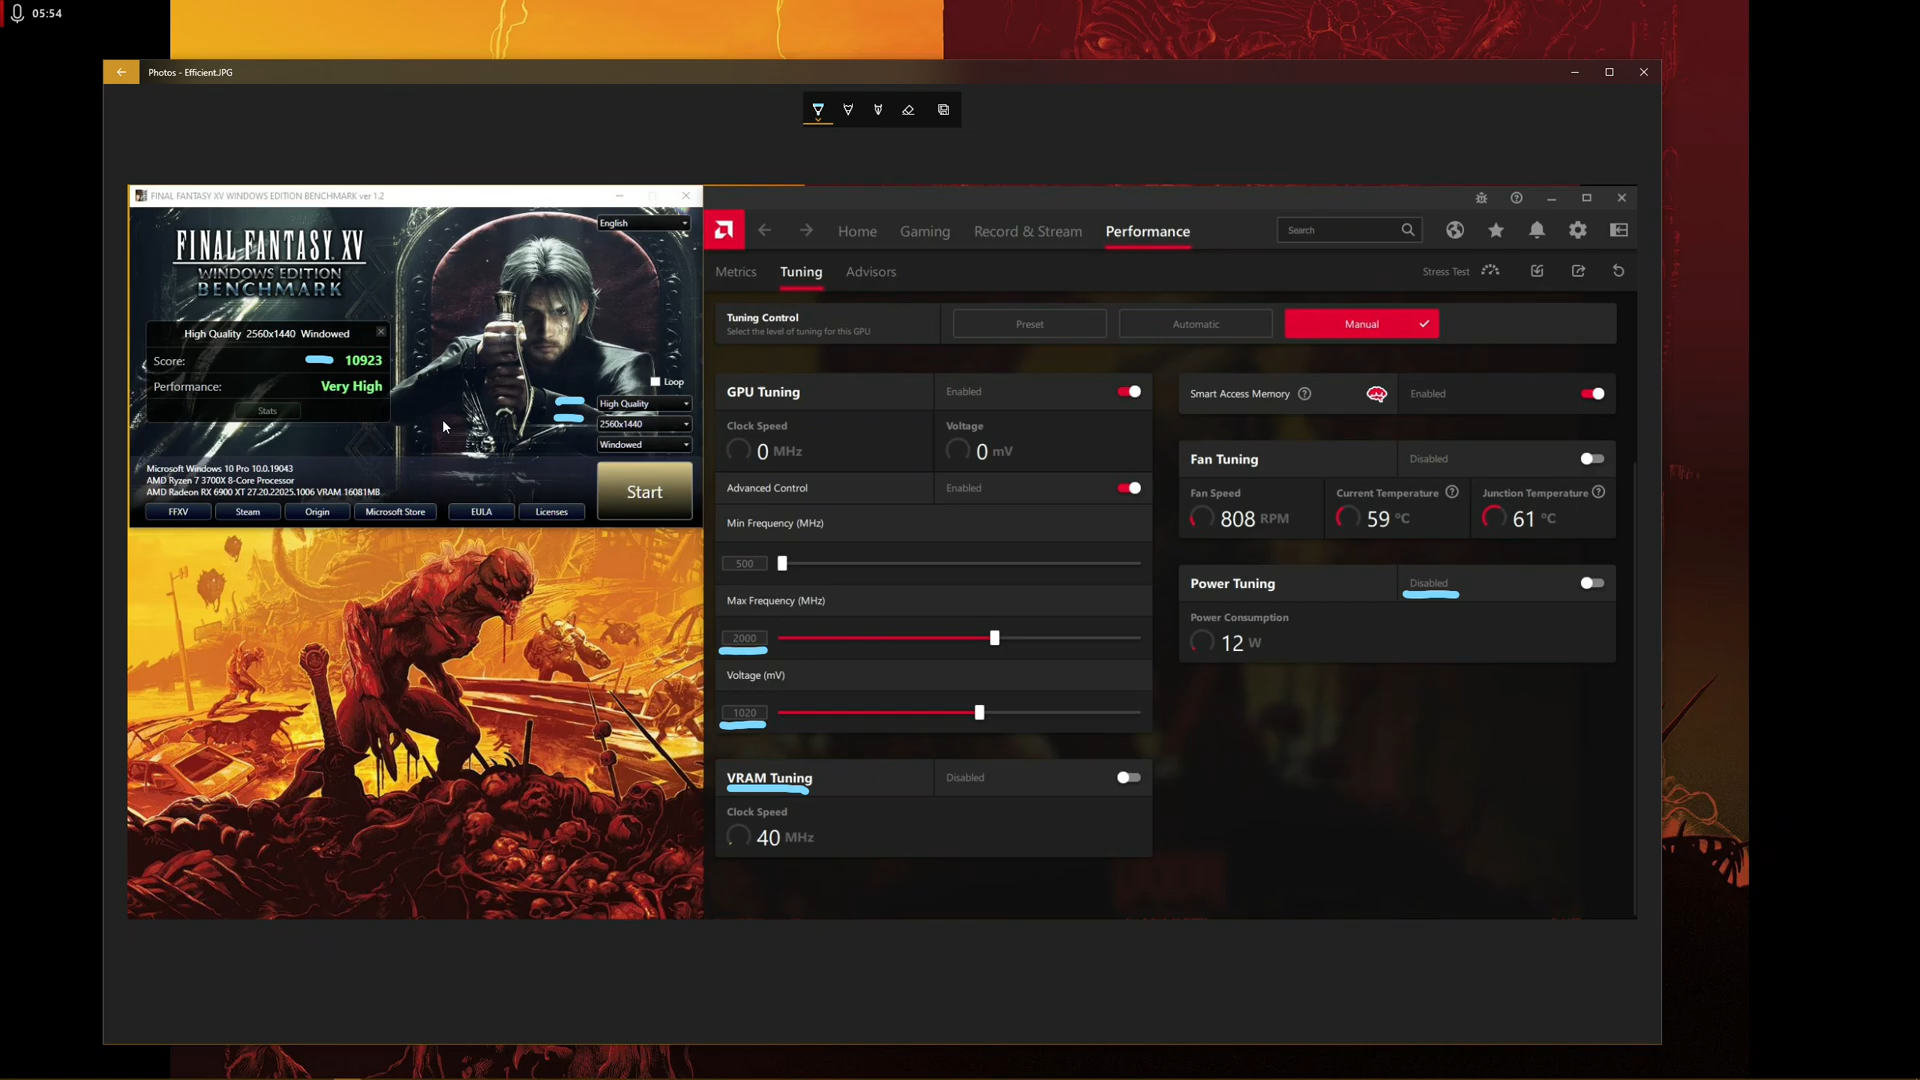 05:54
Photos - Efficient.JPG
FINAL FANTASY XV WINDOWS EDITION BENCHMARK ver 1.2
English
FINAL FANTASY XV
WINDOWS EDITION
BENCHMARK
High Quality 2560x1440 Windowed
Score: 10923
Performance: Very High
Stats
Loop
High Quality
2560x1440
Windowed
Microsoft Windows 10 Pro 10.0.19043
AMD Ryzen 7 3700X 8-Core Processor
AMD Radeon RX 6900 XT 27.20.22025.1006 VRAM 16081MB
Start
FFXV Steam Origin Microsoft Store EULA Licenses
Home Gaming Record & Stream Performance Search
Metrics Tuning Advisors Stress Test
Tuning Control
Select the level of tuning for this GPU
Preset Automatic Manual
GPU Tuning Enabled
Clock Speed Voltage
0 MHz 0 mV
Advanced Control Enabled
Min Frequency (MHz)
500
Max Frequency (MHz)
2000
Voltage (mV)
1020
VRAM Tuning Disabled
Clock Speed
40 MHz
Smart Access Memory Enabled
Fan Tuning Disabled
Fan Speed Current Temperature Junction Temperature
808 RPM 59 °C 61 °C
Power Tuning Disabled
Power Consumption
12 W